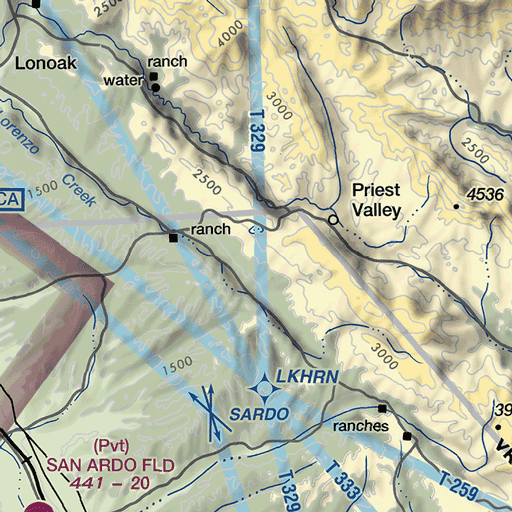 2500
4000
Lonoak
ranch
water
3000
T 329
Lorenzo
Creek
1500
2500
2500
Priest
Valley
4536
CA
ranch
3000
1500
LKHRN
SARDO
ranches
39
(Pvt)
SAN ARDO FLD
441 – 20
T 329
T 333
T 259